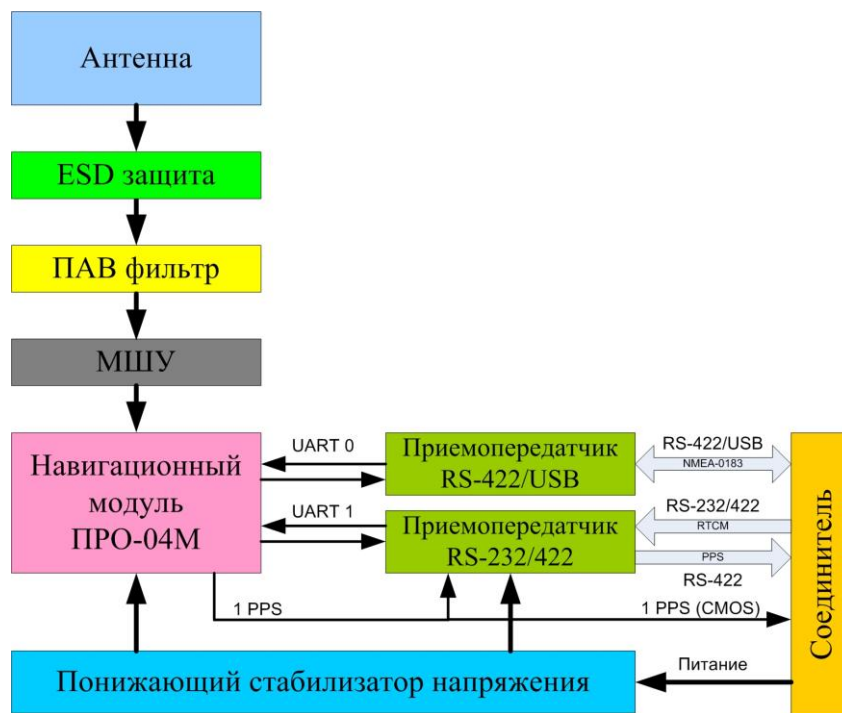 Антенна
ESD защита
ПАВ фильтр
МШУ
Навигационный
модуль
ПРО-04М
UART 0
Приемопередатчик
RS-422/USB
RS-422/USB
NMEA-0183
UART 1
Приемопередатчик
RS-232/422
RS-232/422
RTCM
PPS
RS-422
1 PPS
1 PPS (CMOS)
Соединитель
Питание
Понижающий стабилизатор напряжения